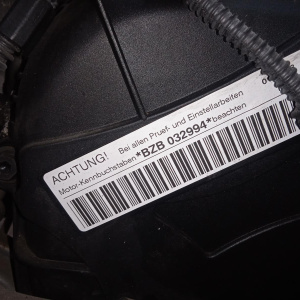 ACHTUNG! Bei allen Pruef- und Einstellarbeiten
Motor-Kennbuchstaben *BZB 032994* beachten